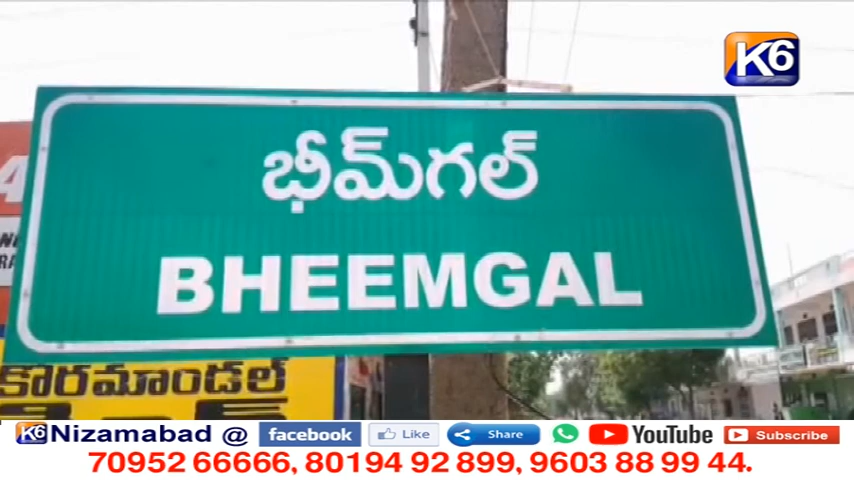 K6
భీమ్‌గల్
BHEEMGAL
కోరమాండల్
K6 Nizamabad @ facebook Like Share YouTube Subscribe
70952 66666, 80194 92 899, 9603 88 99 44.